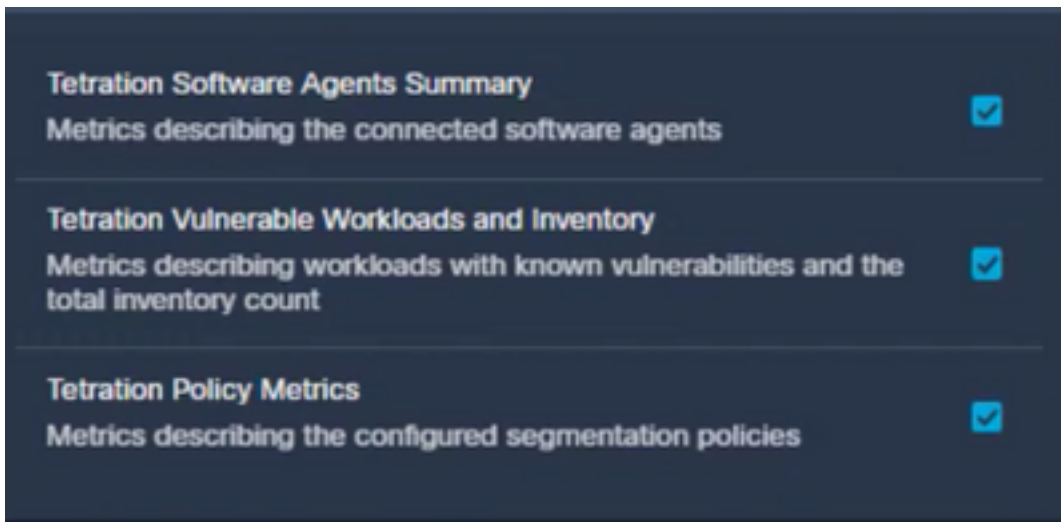 Tetration Software Agents Summary
Metrics describing the connected software agents
Tetration Vulnerable Workloads and Inventory
Metrics describing workloads with known vulnerabilities and the
total inventory count
Tetration Policy Metrics
Metrics describing the configured segmentation policies